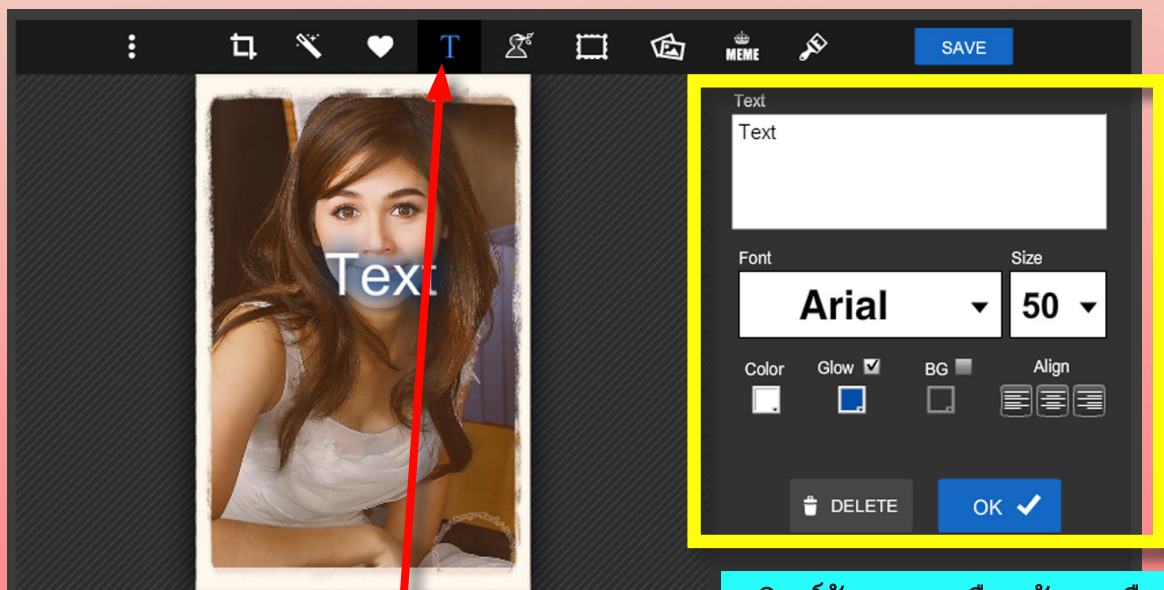 T
MEME
SAVE
Text
Text
Text
Font
Size
Arial
50
Color
Glow
BG
Align
DELETE
OK